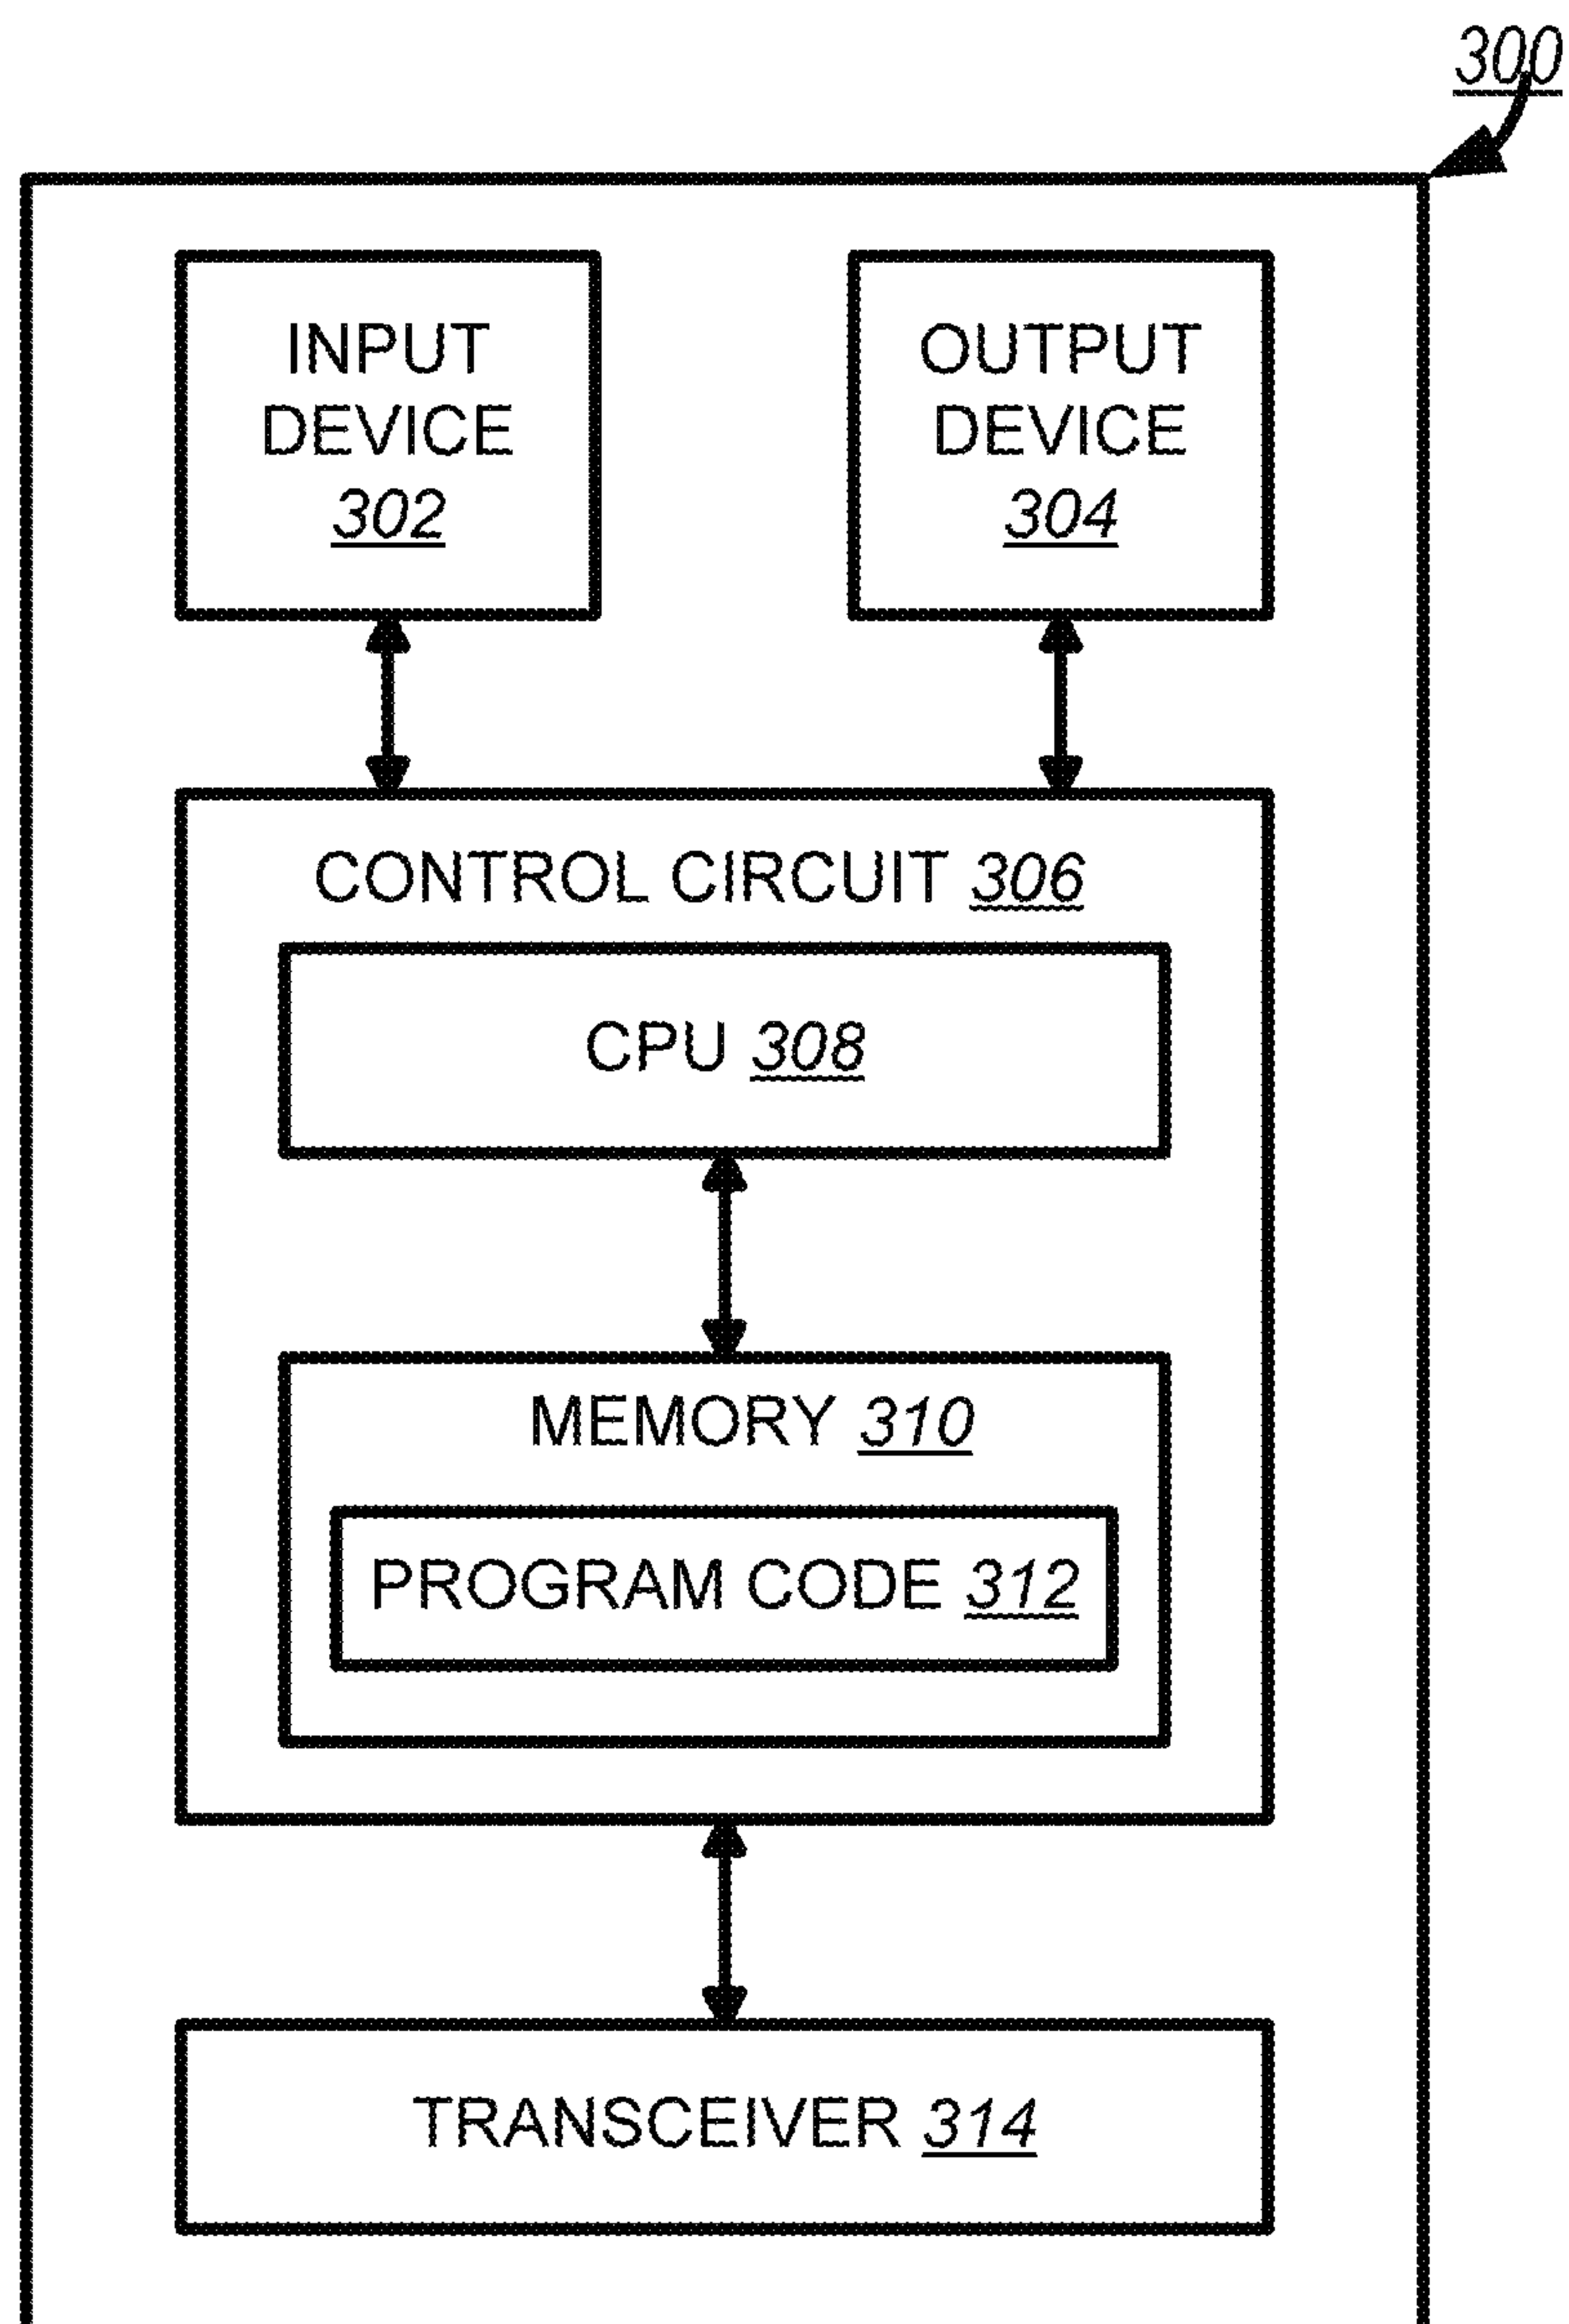 300
INPUT
DEVICE
302
OUTPUT
DEVICE
304
CONTROL CIRCUIT 306
CPU 308
MEMORY 310
PROGRAM CODE 312
TRANSCEIVER 314